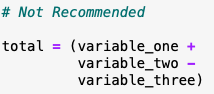 # Not Recommended

total = (variable_one +
         variable_two -
         variable_three)